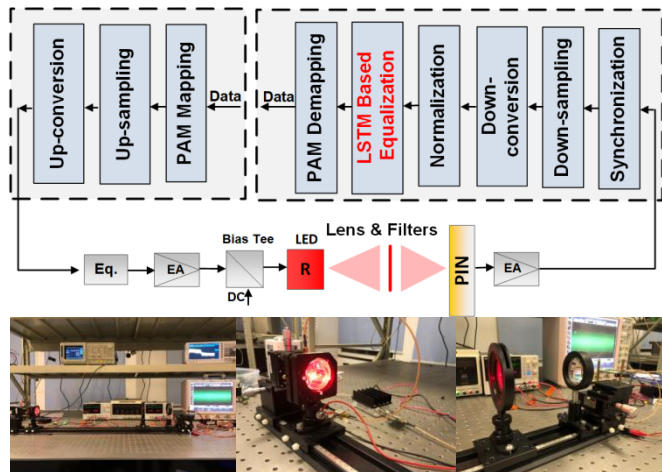 Up-conversion
Up-sampling
PAM Mapping
Data
Data
PAM Demapping
LSTM Based
Equalization
Normalization
Down-
conversion
Down-sampling
Synchronization
Eq.
EA
Bias Tee
DC
LED
R
Lens & Filters
PIN
EA